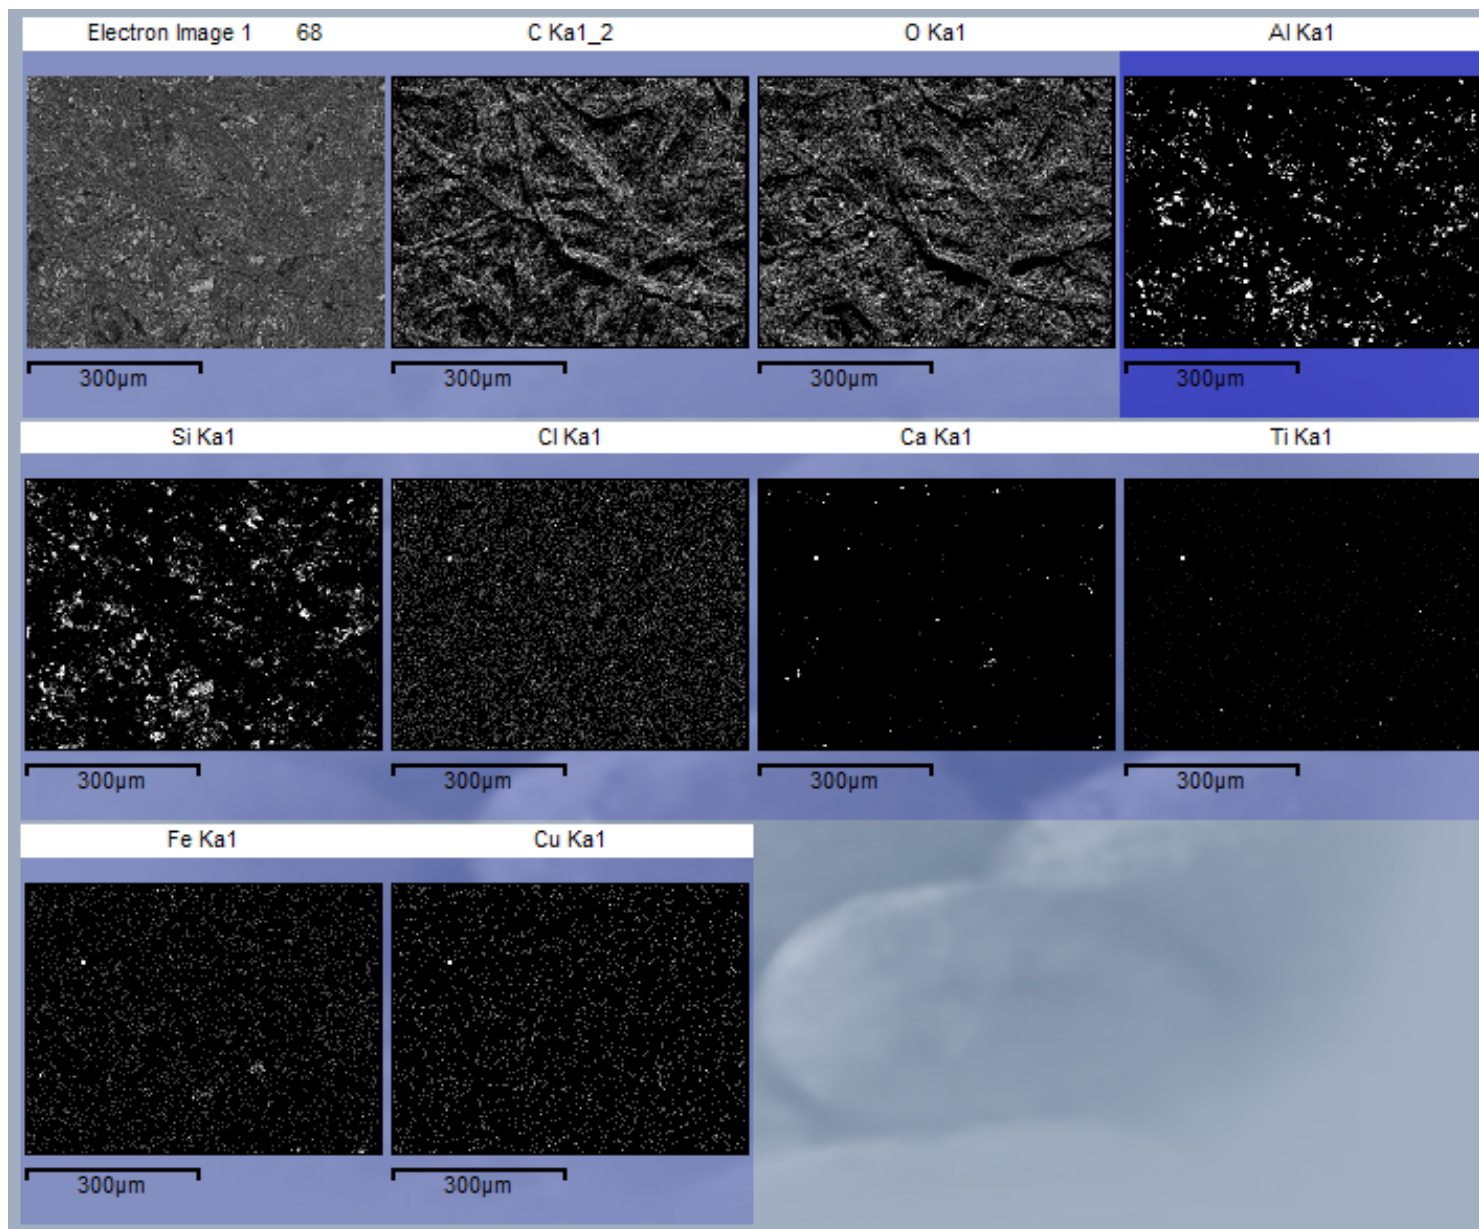 Electron Image 1 68 C Ka1_2 O Ka1 Al Ka1
300µm 300µm 300µm 300µm
Si Ka1 Cl Ka1 Ca Ka1 Ti Ka1
300µm 300µm 300µm 300µm
Fe Ka1 Cu Ka1
300µm 300µm